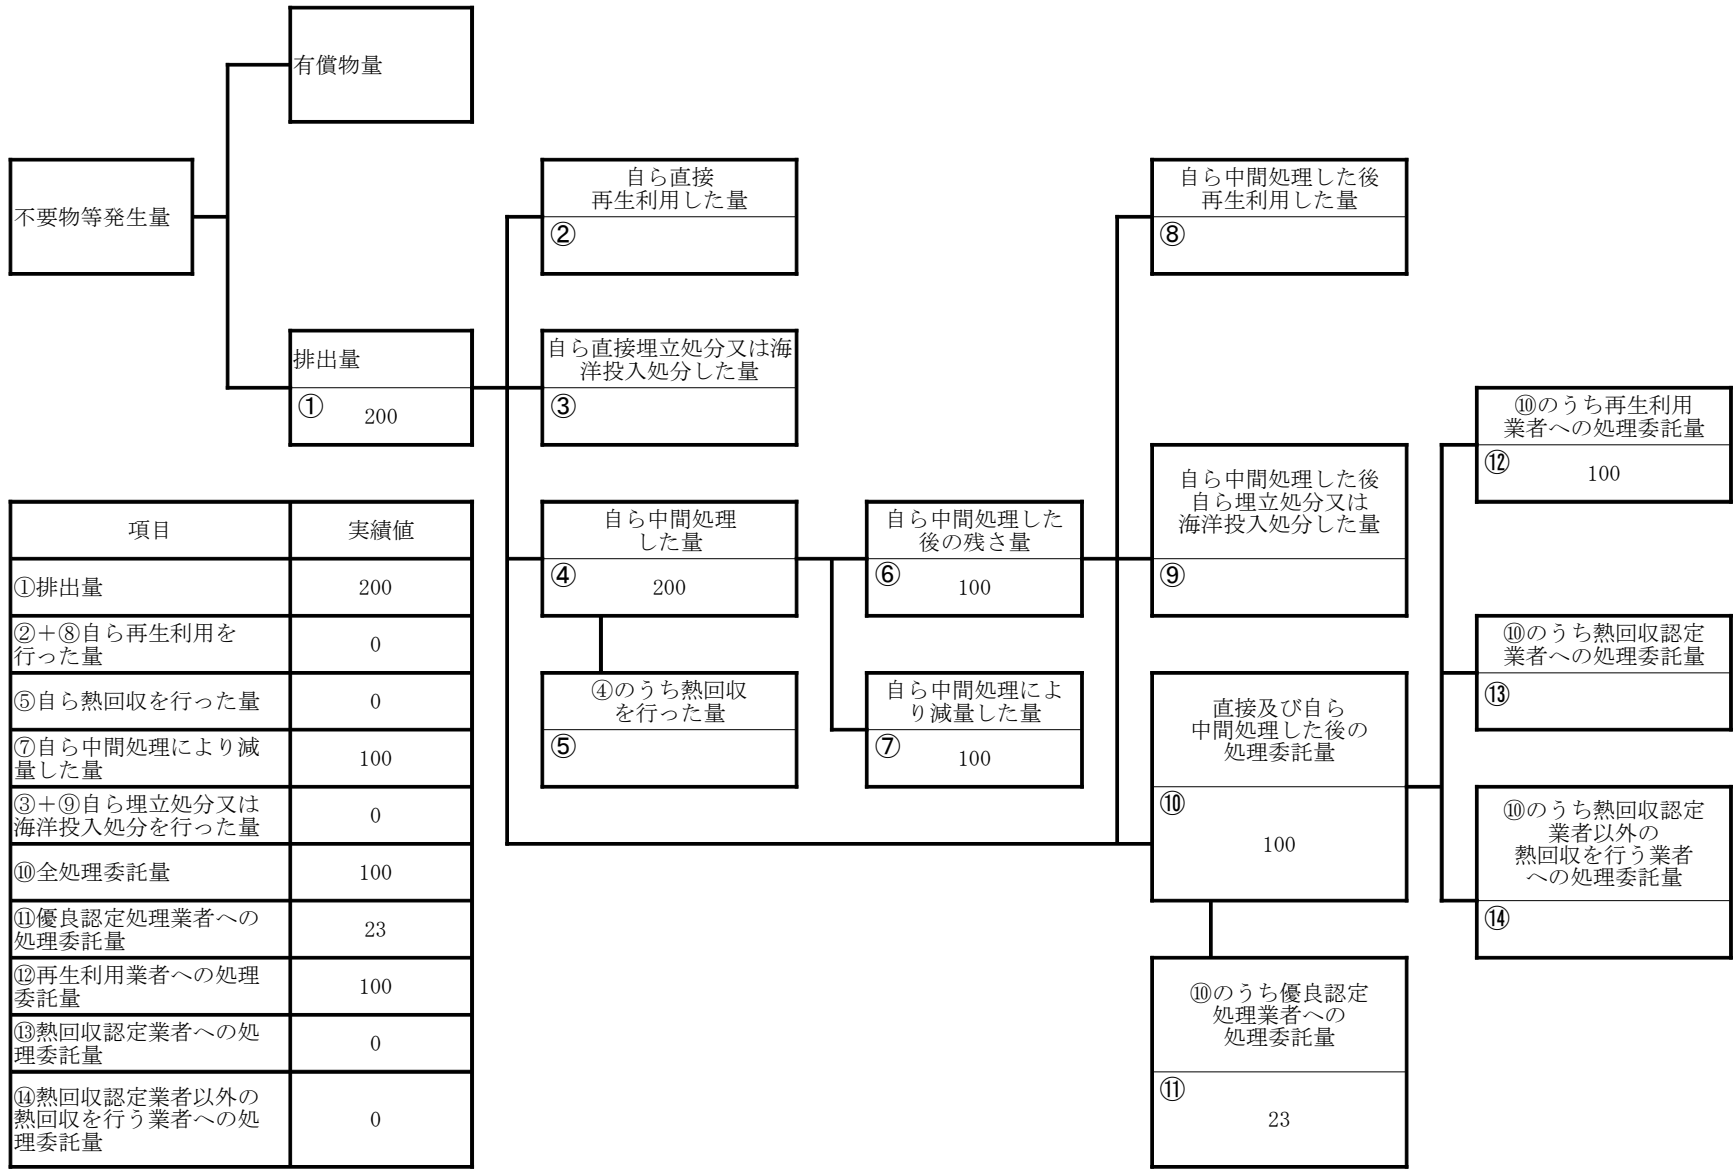 有償物量
不要物等発生量
自ら直接
再生利用した量
②
自ら中間処理した後
再生利用した量
⑧
排出量
① 200
自ら直接埋立処分又は海
洋投入処分した量
③
⑩のうち再生利用
業者への処理委託量
⑫ 100
自ら中間処理した後
自ら埋立処分又は
海洋投入処分した量
⑨
自ら中間処理
した量
④ 200
自ら中間処理した
後の残さ量
⑥ 100
⑩のうち熱回収認定
業者への処理委託量
⑬
④のうち熱回収
を行った量
⑤
自ら中間処理によ
り減量した量
⑦ 100
直接及び自ら
中間処理した後の
処理委託量
⑩
100
⑩のうち熱回収認定
業者以外の
熱回収を行う業者
への処理委託量
⑭
⑩のうち優良認定
処理業者への
処理委託量
⑪
23
項目 実績値
①排出量 200
②+⑧自ら再生利用を
行った量 0
⑤自ら熱回収を行った量 0
⑦自ら中間処理により減
量した量 100
③+⑨自ら埋立処分又は
海洋投入処分を行った量 0
⑩全処理委託量 100
⑪優良認定処理業者への
処理委託量 23
⑫再生利用業者への処理
委託量 100
⑬熱回収認定業者への処
理委託量 0
⑭熱回収認定業者以外の
熱回収を行う業者への処
理委託量 0